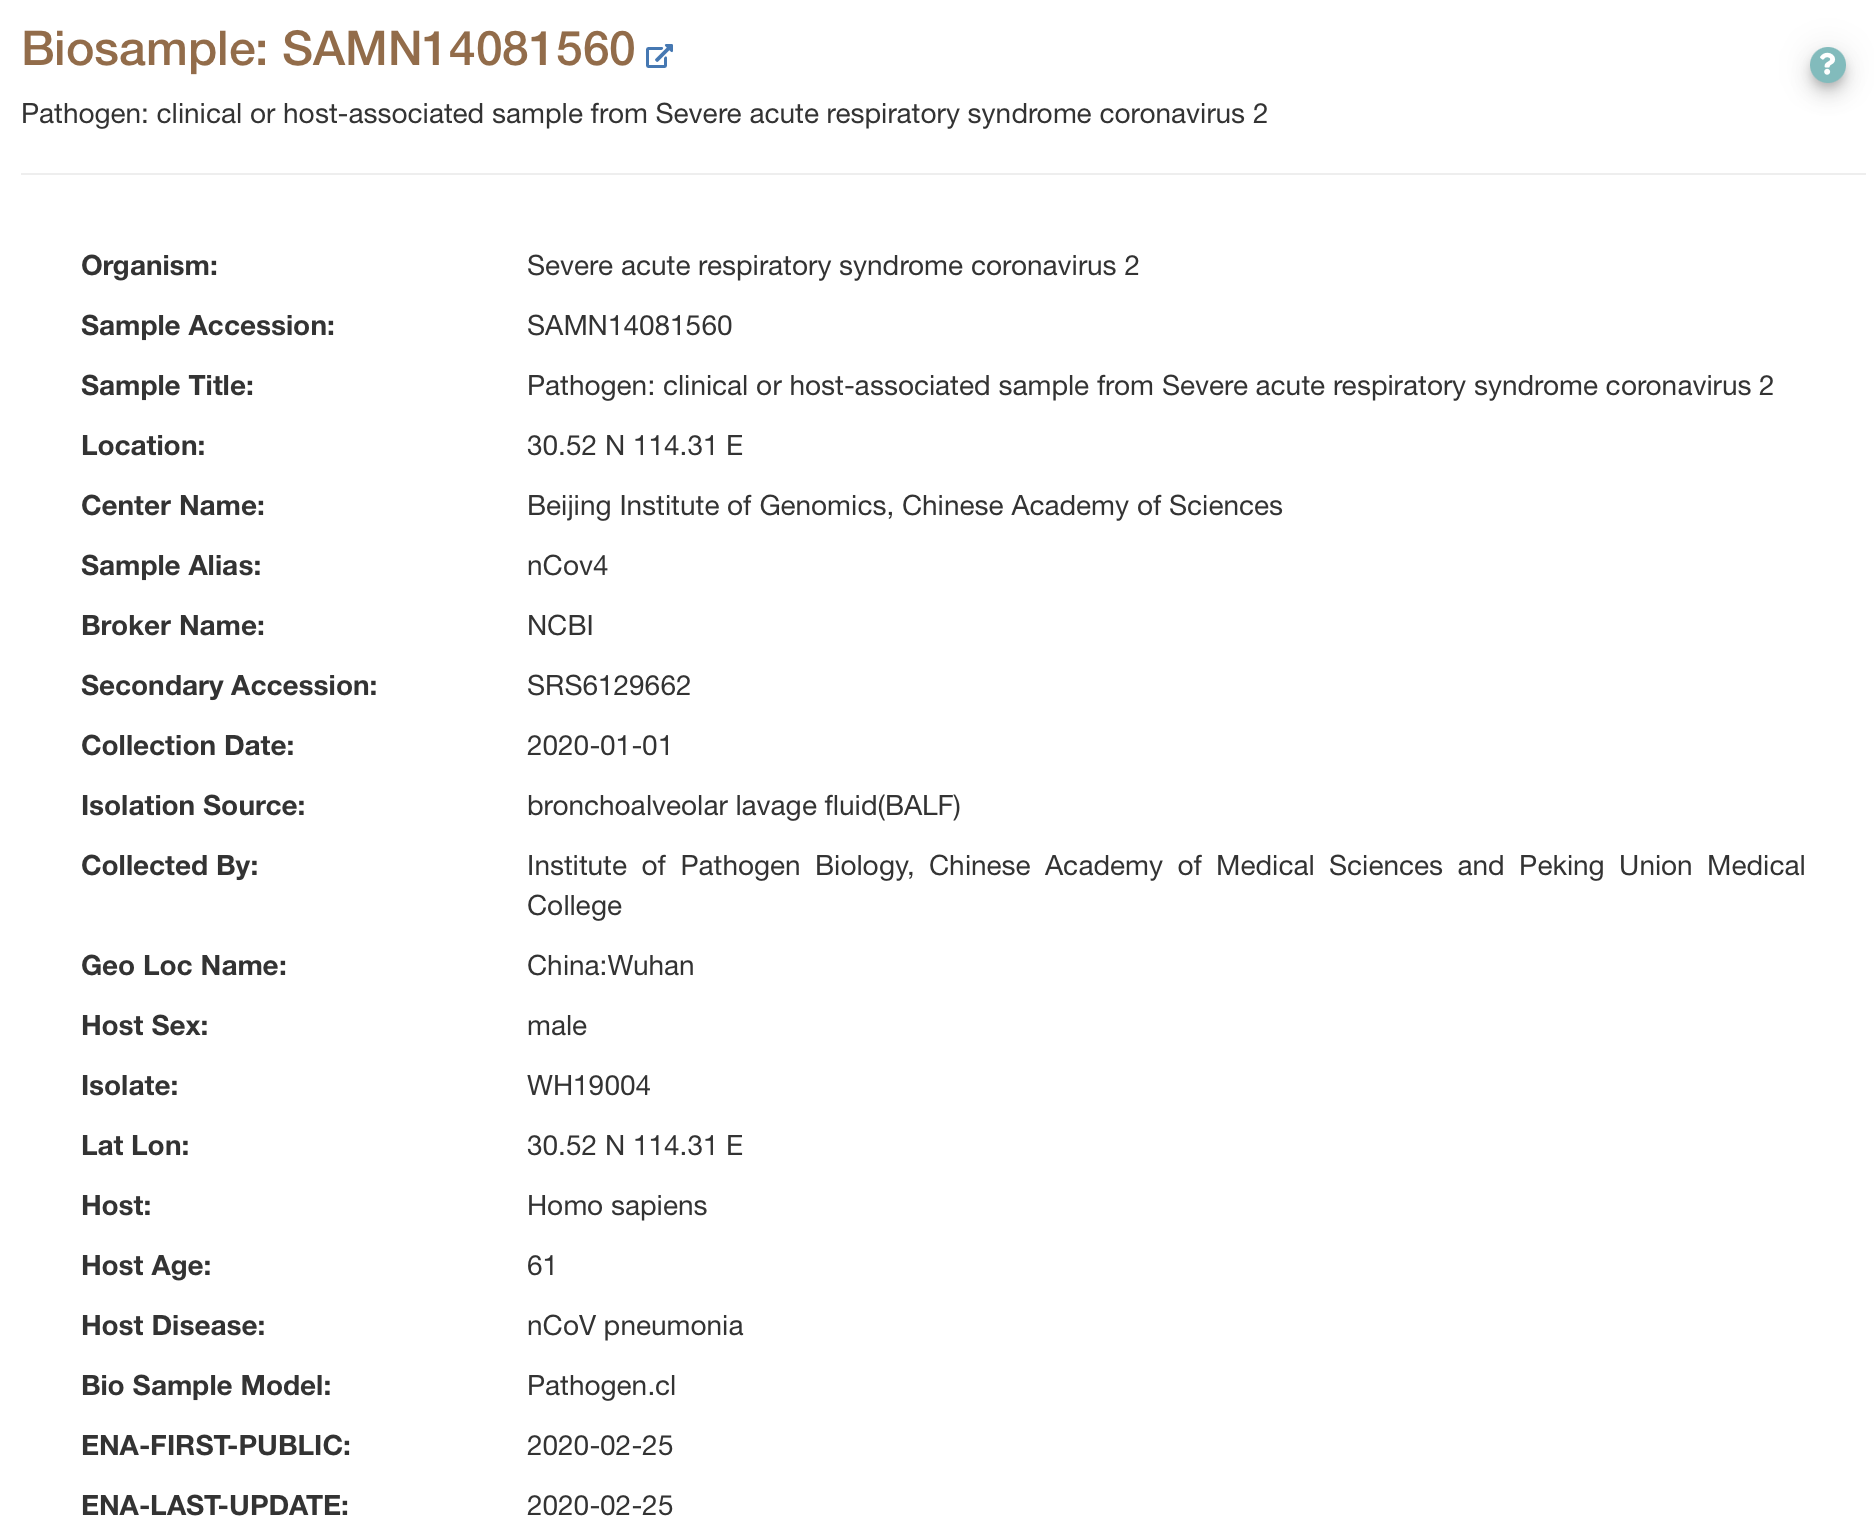 Biosample: SAMN14081560
?
Pathogen: clinical or host-associated sample from Severe acute respiratory syndrome coronavirus 2
Organism: Severe acute respiratory syndrome coronavirus 2
Sample Accession: SAMN14081560
Sample Title: Pathogen: clinical or host-associated sample from Severe acute respiratory syndrome coronavirus 2
Location: 30.52 N 114.31 E
Center Name: Beijing Institute of Genomics, Chinese Academy of Sciences
Sample Alias: nCov4
Broker Name: NCBI
Secondary Accession: SRS6129662
Collection Date: 2020-01-01
Isolation Source: bronchoalveolar lavage fluid(BALF)
Collected By: Institute of Pathogen Biology, Chinese Academy of Medical Sciences and Peking Union Medical
College
Geo Loc Name: China:Wuhan
Host Sex: male
Isolate: WH19004
Lat Lon: 30.52 N 114.31 E
Host: Homo sapiens
Host Age: 61
Host Disease: nCoV pneumonia
Bio Sample Model: Pathogen.cl
ENA-FIRST-PUBLIC: 2020-02-25
ENA-LAST-UPDATE: 2020-02-25